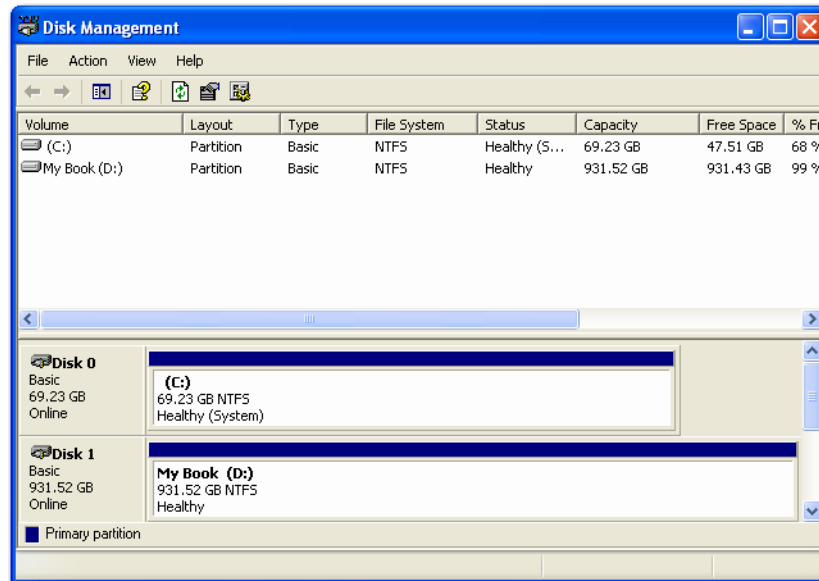 Disk Management
File Action View Help
Volume Layout Type File System Status Capacity Free Space % Fr
(C:) Partition Basic NTFS Healthy (S... 69.23 GB 47.51 GB 68 %
My Book (D:) Partition Basic NTFS Healthy 931.52 GB 931.43 GB 99 %
Disk 0
Basic
69.23 GB
Online
(C:)
69.23 GB NTFS
Healthy (System)
Disk 1
Basic
931.52 GB
Online
My Book (D:)
931.52 GB NTFS
Healthy
Primary partition